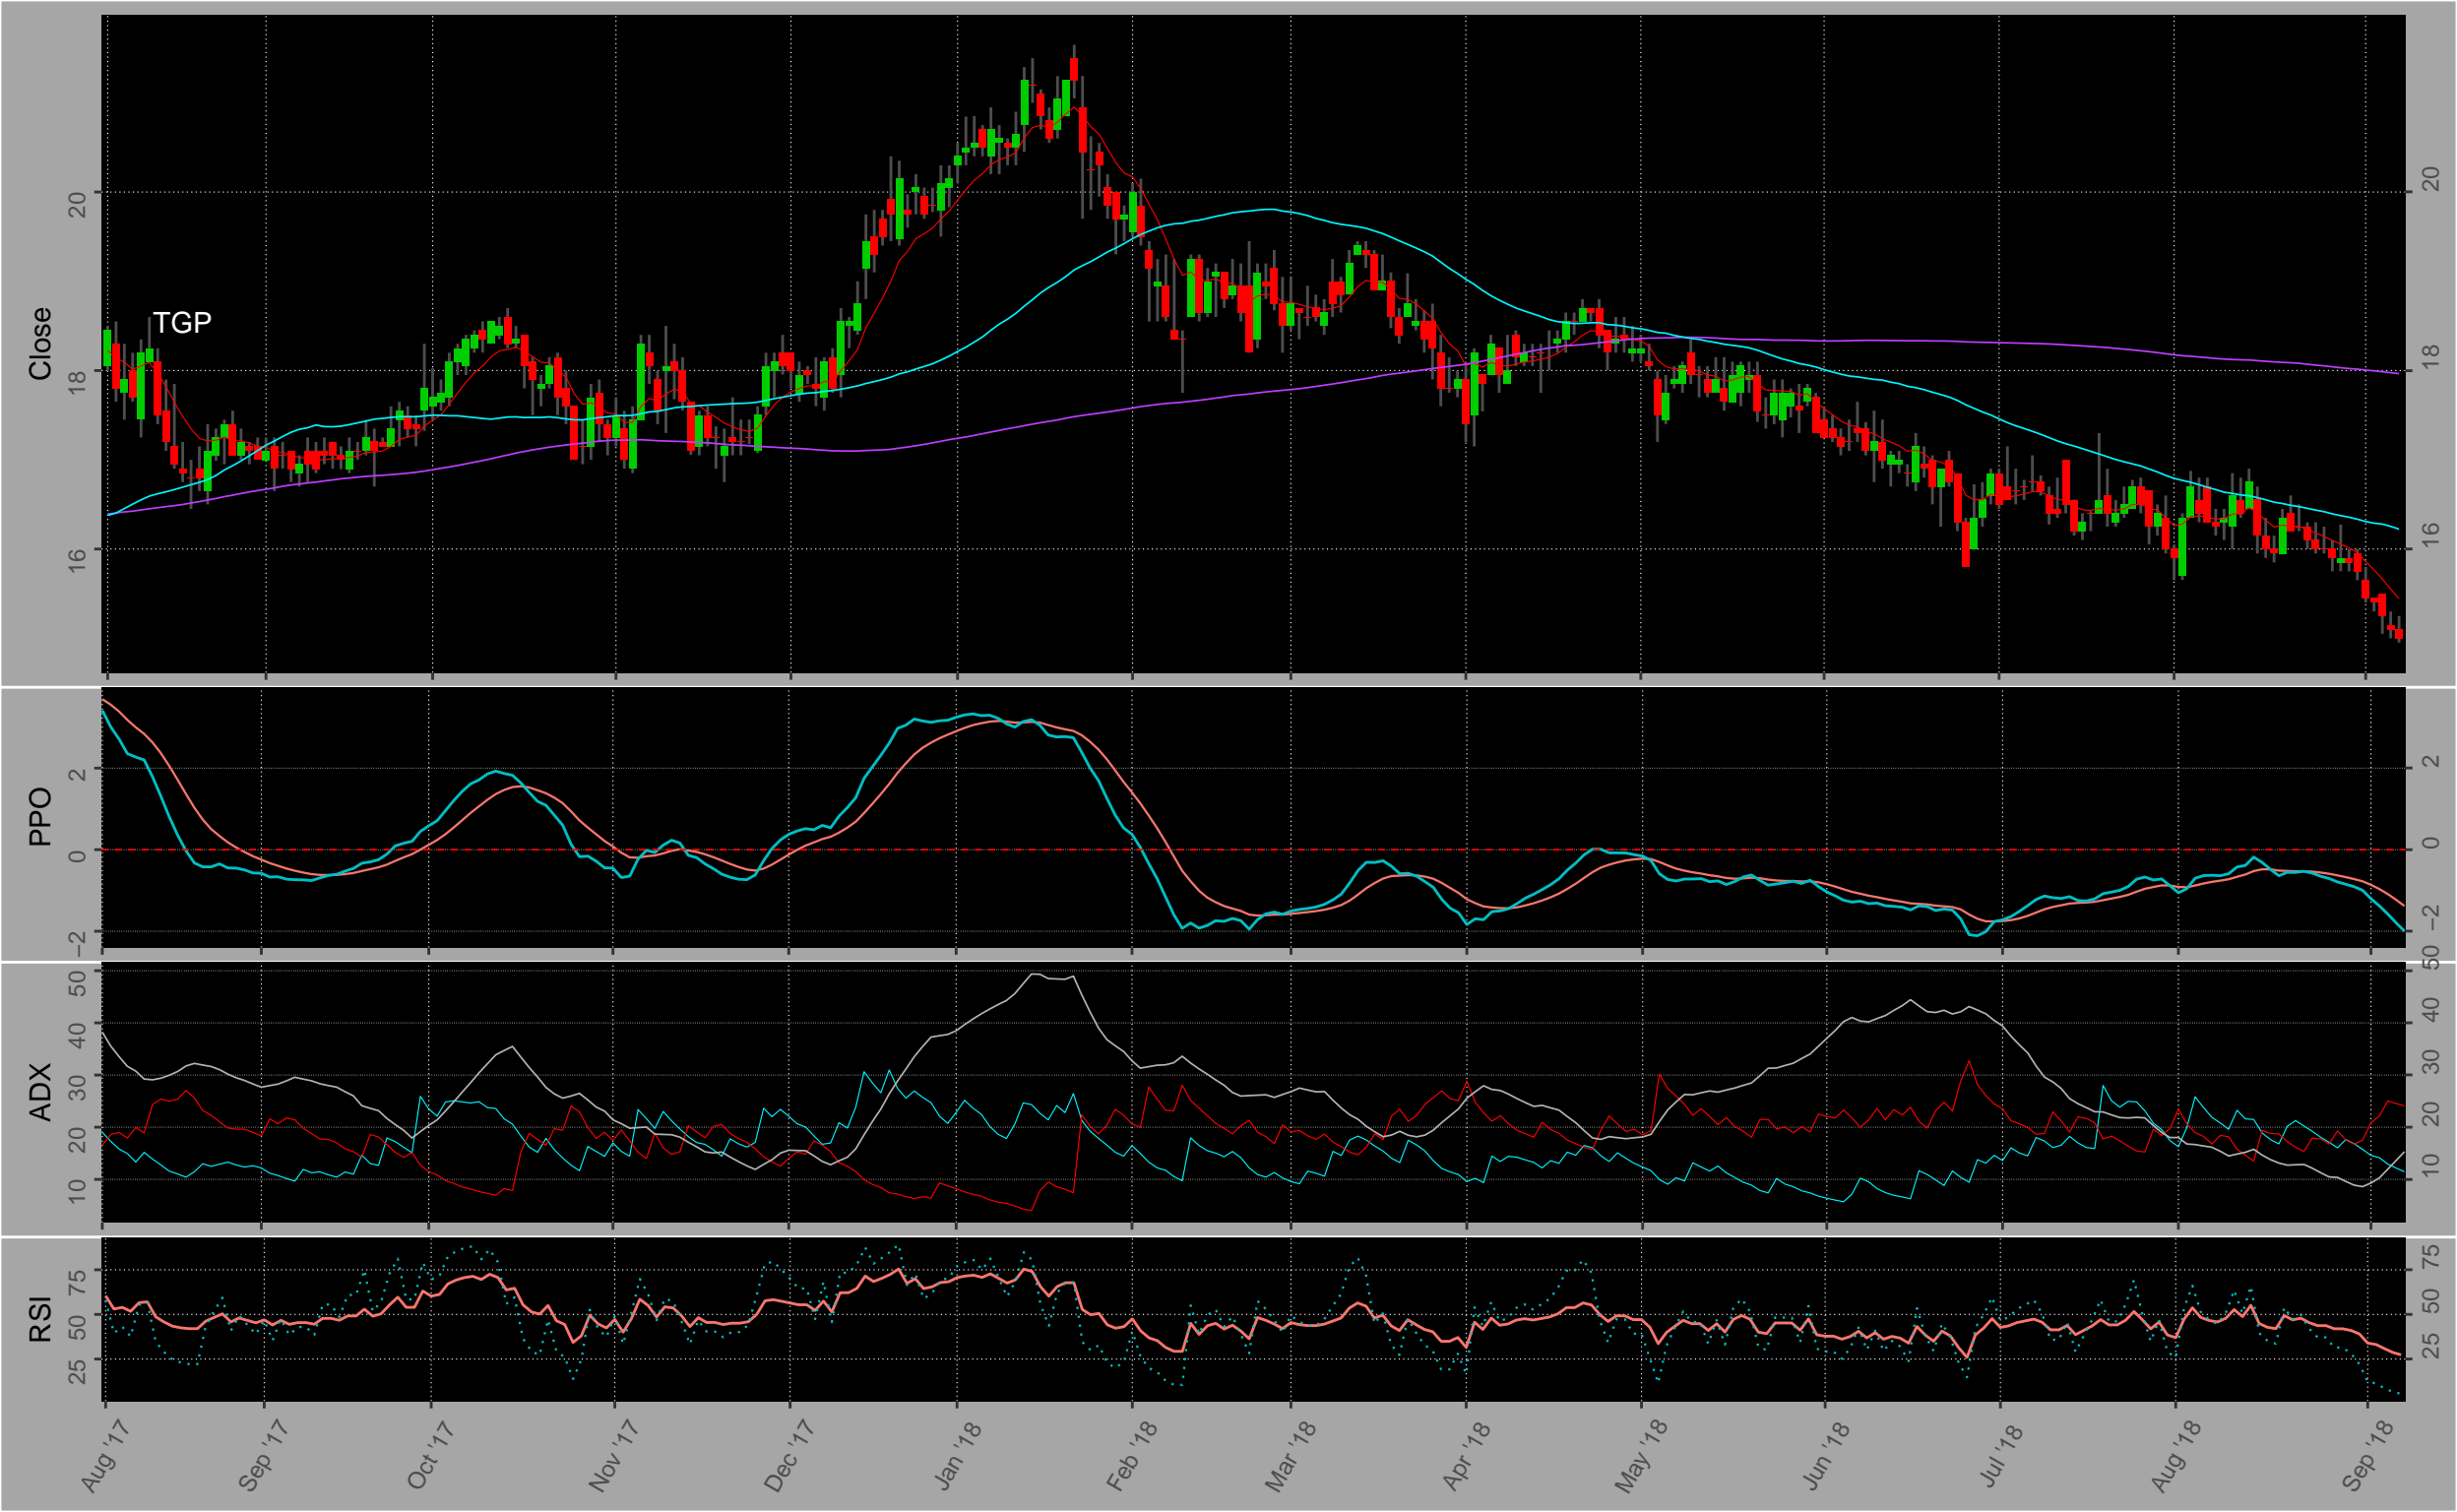 TGP
Close
20
18
16
20
18
16
PPO
2
0
−2
2
0
−2
ADX
50
40
30
20
10
50
40
30
20
10
RSI
75
50
25
75
50
25
Aug '17
Sep '17
Oct '17
Nov '17
Dec '17
Jan '18
Feb '18
Mar '18
Apr '18
May '18
Jun '18
Jul '18
Aug '18
Sep '18